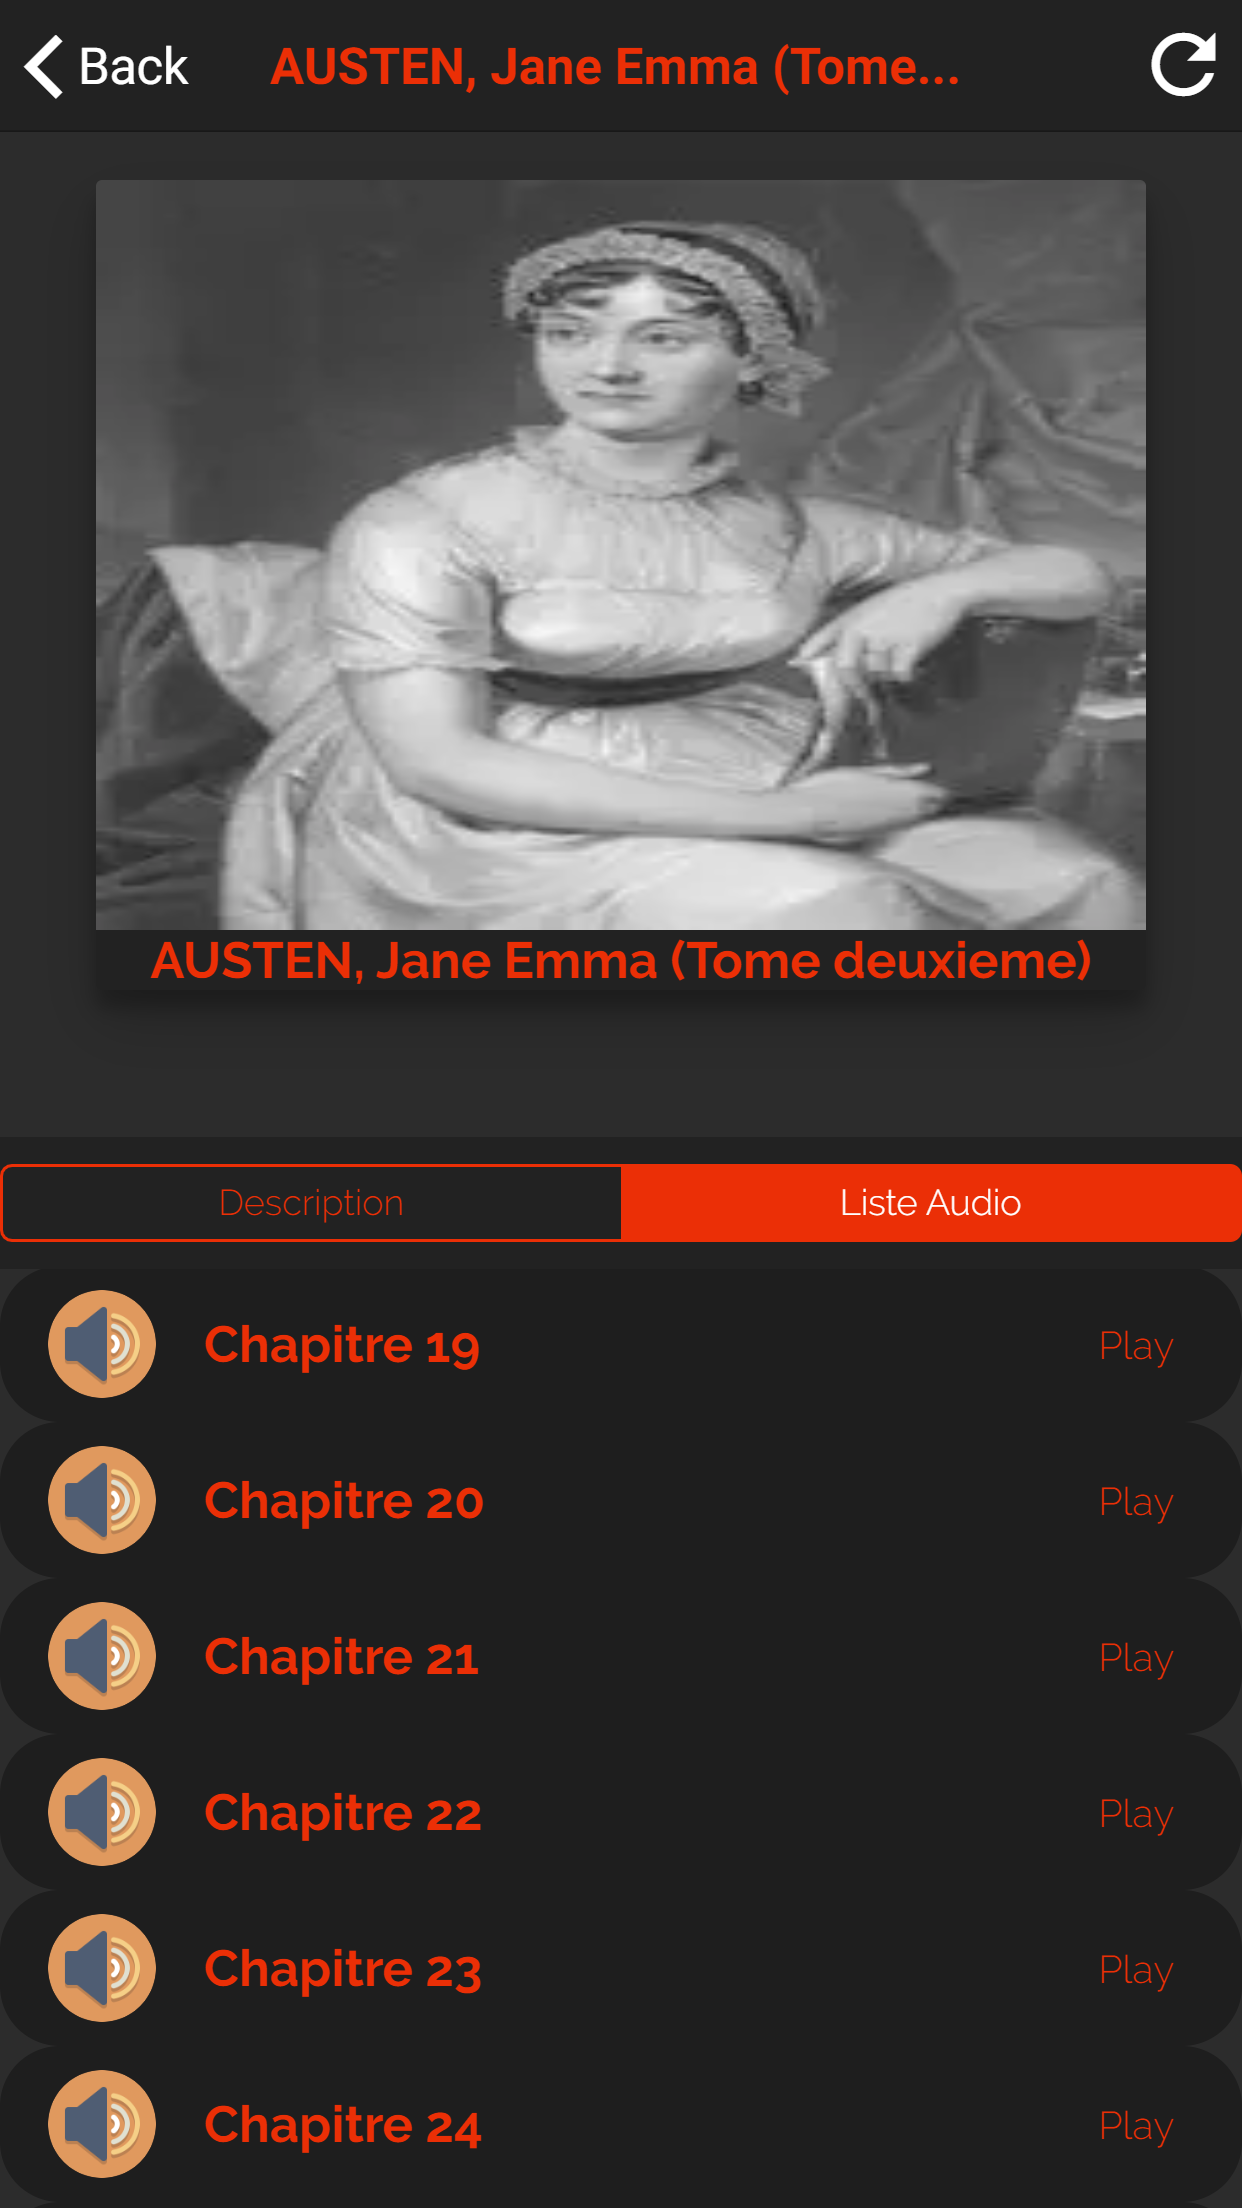 Back
AUSTEN, Jane Emma (Tome...
AUSTEN, Jane Emma (Tome deuxieme)
Description
Liste Audio
Chapitre 19
Play
Chapitre 20
Play
Chapitre 21
Play
Chapitre 22
Play
Chapitre 23
Play
Chapitre 24
Play